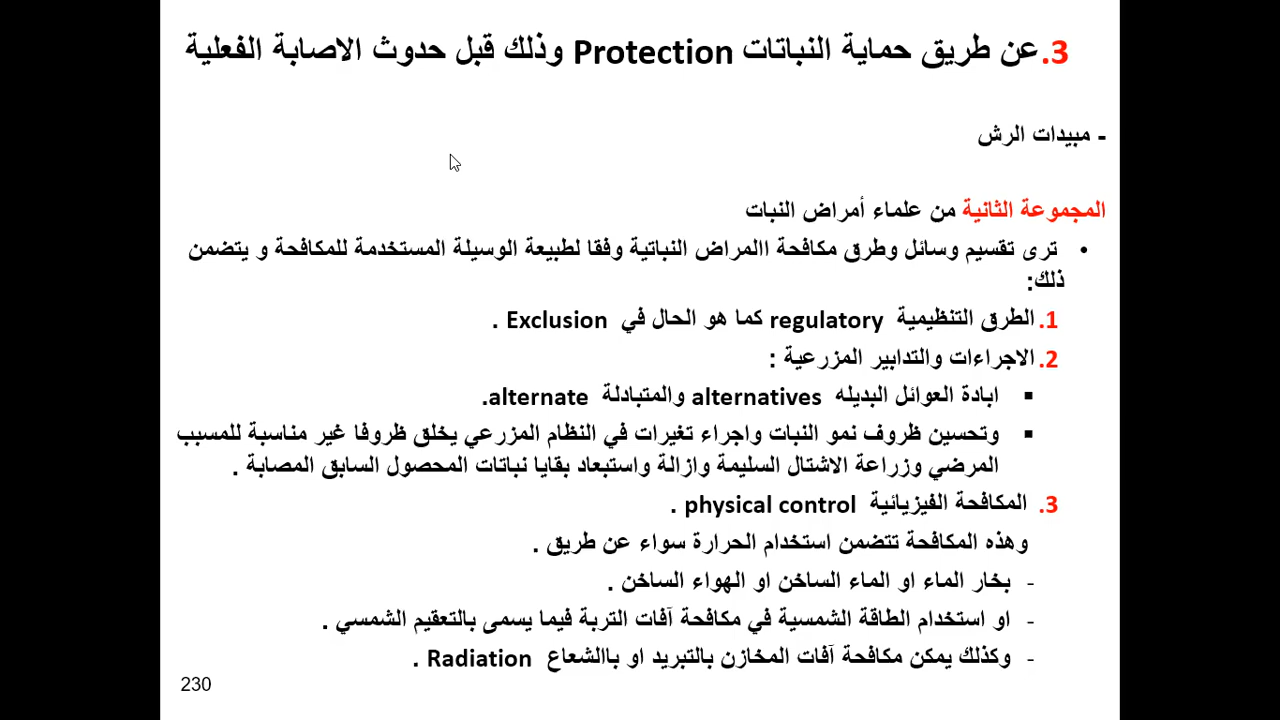 3. عن طريق حماية النباتات Protection وذلك قبل حدوث الاصابة الفعلية
- مبيدات الرش
المجموعة الثانية من علماء أمراض النبات
• ترى تقسيم وسائل وطرق مكافحة االمراض النباتية وفقا لطبيعة الوسيلة المستخدمة للمكافحة و يتضمن
ذلك:
1. الطرق التنظيمية regulatory كما هو الحال في Exclusion .
2. الاجراءات والتدابير المزرعية :
▪ ابادة العوائل البديله alternatives والمتبادلة alternate.
▪ وتحسين ظروف نمو النبات واجراء تغيرات في النظام المزرعي يخلق ظروفا غير مناسبة للمسبب
المرضي وزراعة الاشتال السليمة وازالة واستبعاد بقايا نباتات المحصول السابق المصابة .
3. المكافحة الفيزيائية physical control .
وهذه المكافحة تتضمن استخدام الحرارة سواء عن طريق .
- بخار الماء او الماء الساخن او الهواء الساخن .
- او استخدام الطاقة الشمسية في مكافحة آفات التربة فيما يسمى بالتعقيم الشمسي .
- وكذلك يمكن مكافحة آفات المخازن بالتبريد او باالشعاع Radiation .
230